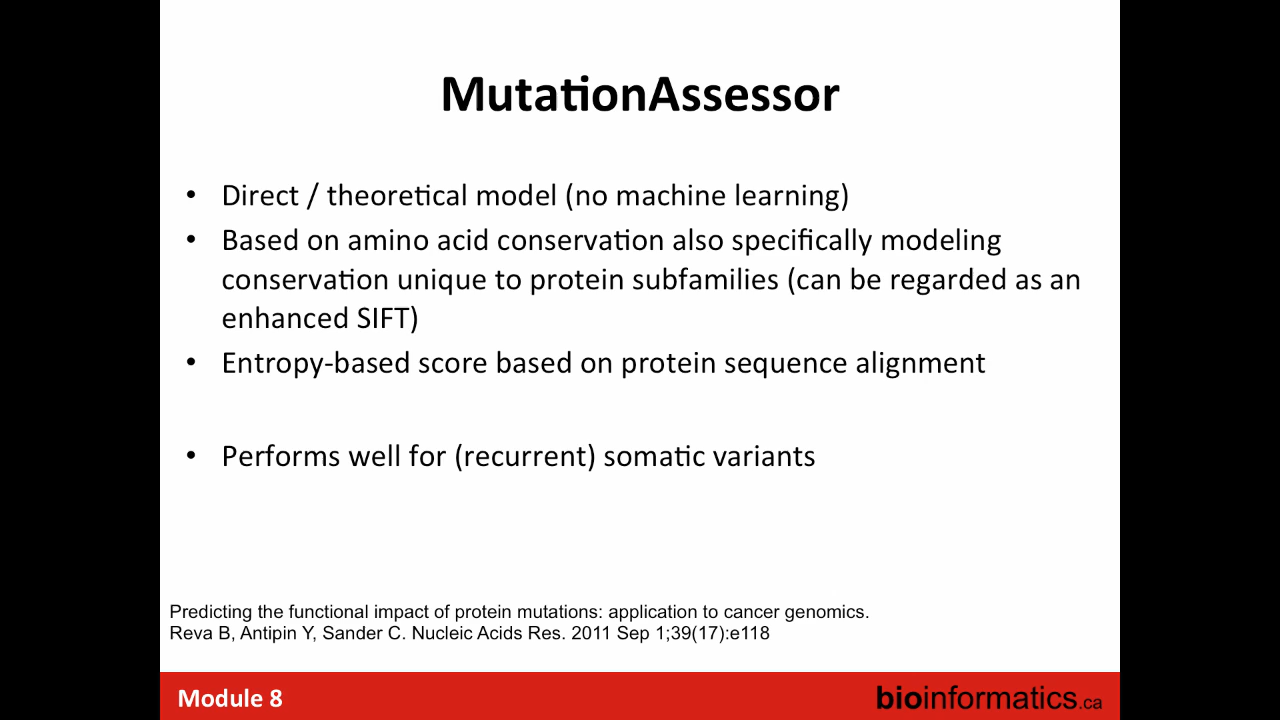 MutationAssessor
• Direct / theoretical model (no machine learning)
• Based on amino acid conservation also specifically modeling
conservation unique to protein subfamilies (can be regarded as an
enhanced SIFT)
• Entropy-based score based on protein sequence alignment
• Performs well for (recurrent) somatic variants
Predicting the functional impact of protein mutations: application to cancer genomics.
Reva B, Antipin Y, Sander C. Nucleic Acids Res. 2011 Sep 1;39(17):e118
Module 8
bioinformatics.ca